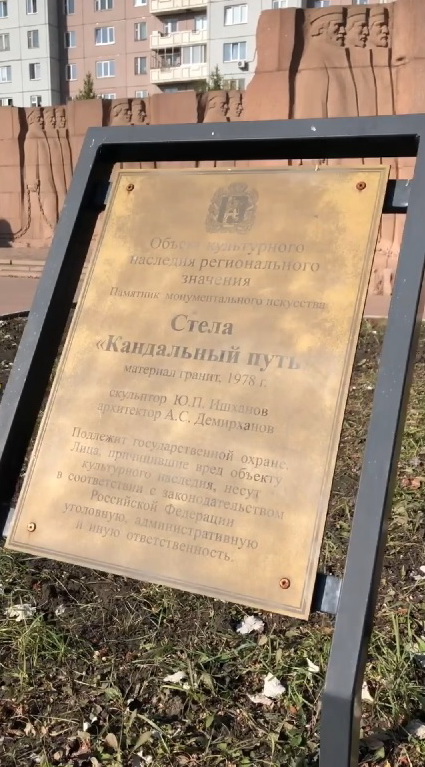 Объект культурного
наследия регионального
значения
Памятник монументального искусства
Стела
«Кандальный путь
материал гранит, 1978 г.
скульптор Ю.П. Ишханов
архитектор А.С. Демирханов
Подлежит государственной охране.
Лица, причинившие вред объекту
культурного наследия, несут
в соответствии с законодательством
Российской Федерации
уголовную, административную
и иную ответственность.